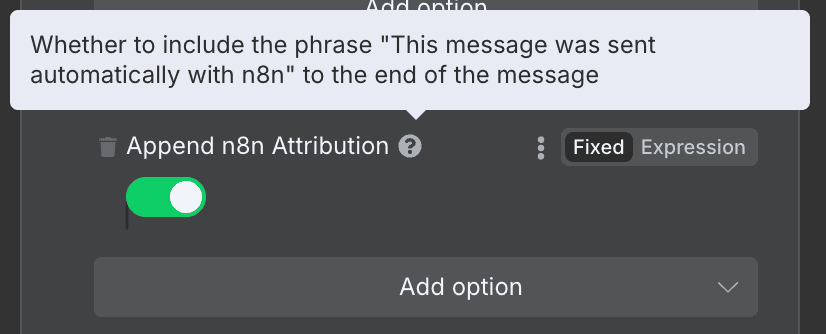 Add option
Whether to include the phrase "This message was sent
automatically with n8n" to the end of the message
Append n8n Attribution ?
Fixed Expression
Add option